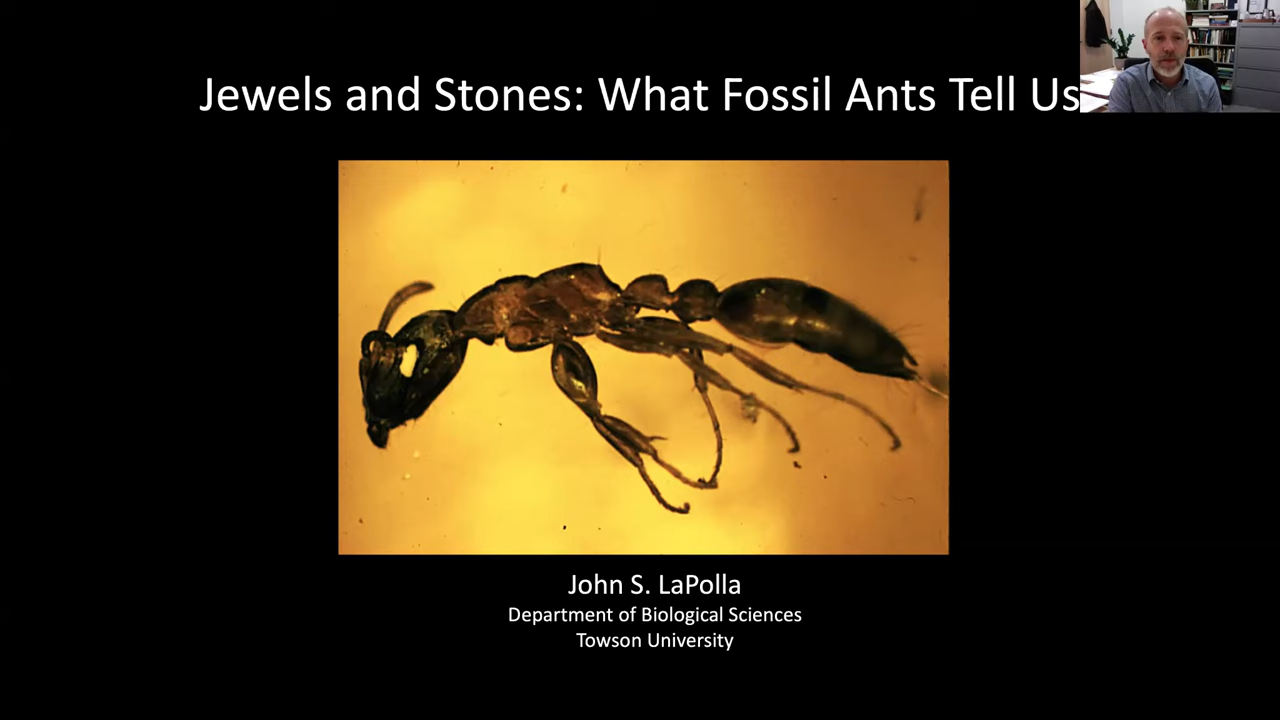 Jewels and Stones: What Fossil Ants Tell Us
John S. LaPolla
Department of Biological Sciences
Towson University